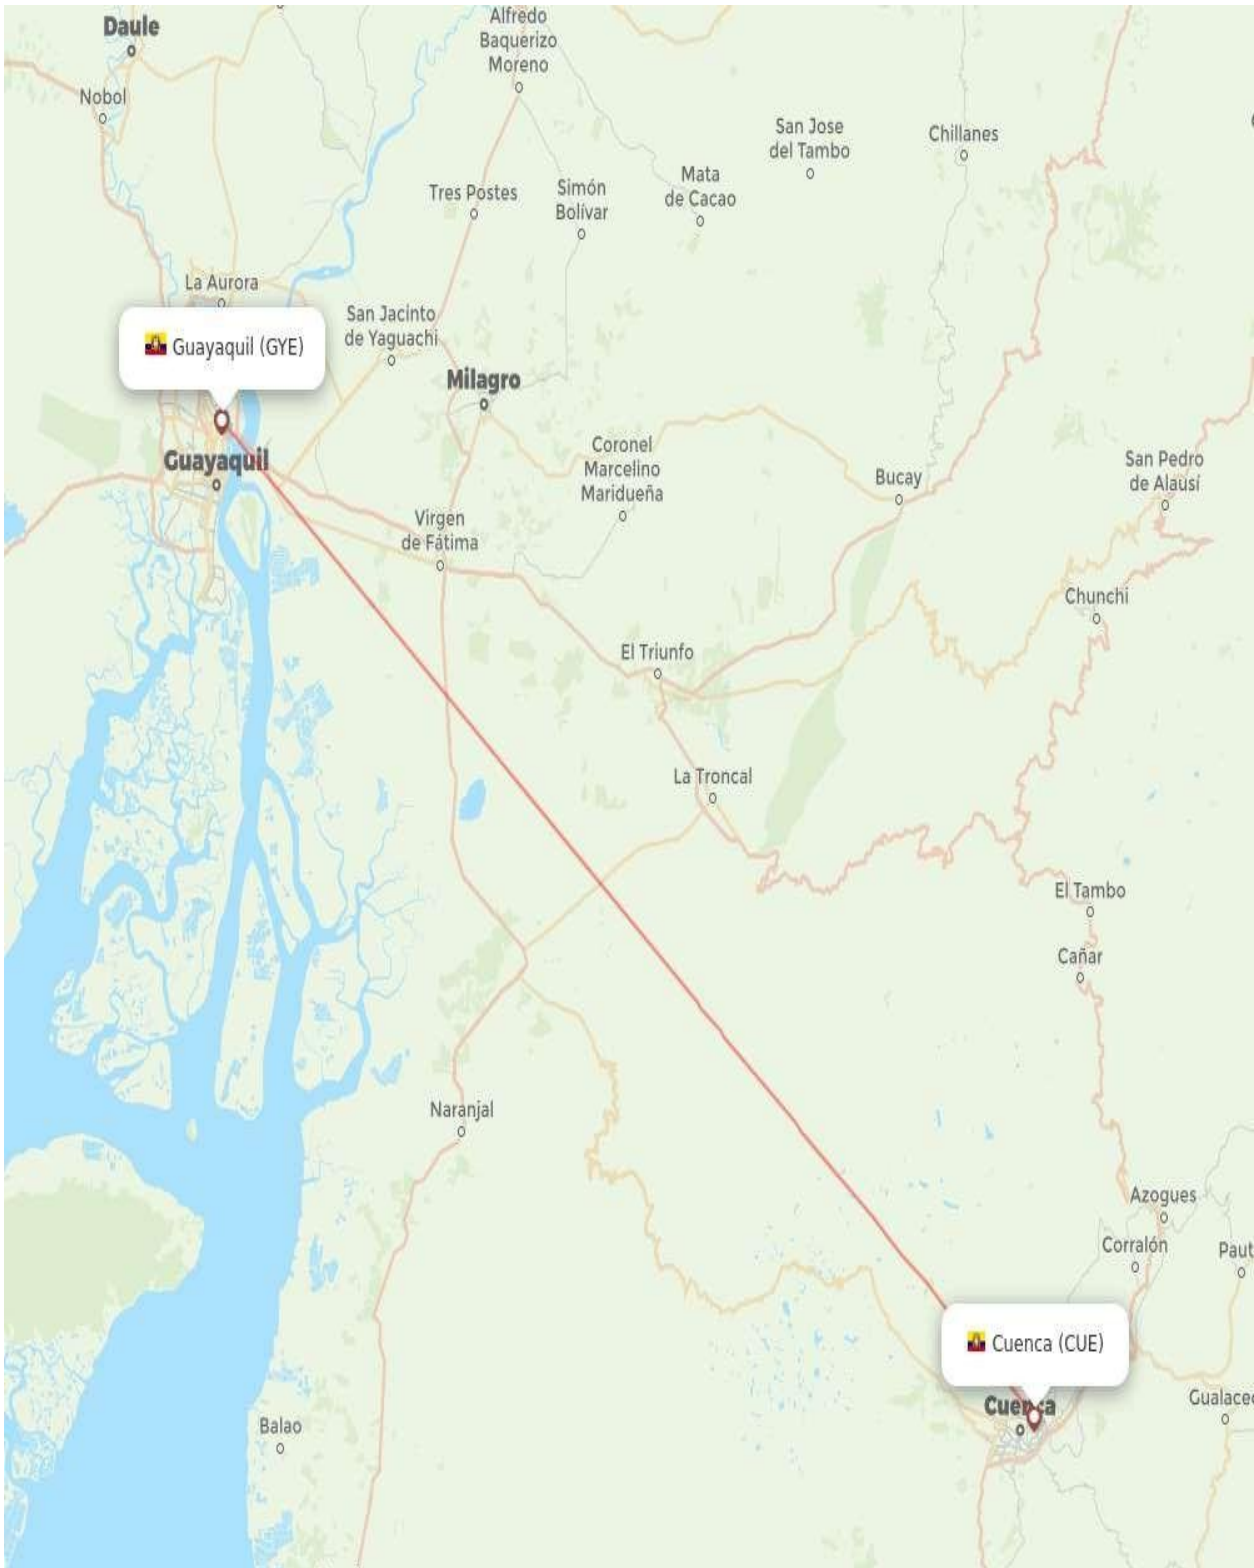 Daule
Alfredo
Baquerizo
Moreno
Nobol
San Jose
del Tambo
Chillanes
Tres Postes
Simón
Bolívar
Mata
de Cacao
La Aurora
San Jacinto
de Yaguachi
Guayaquil (GYE)
Milagro
Guayaquil
Coronel
Marcelino
Maridueña
Bucay
San Pedro
de Alausí
Virgen
de Fátima
Chunchi
El Triunfo
La Troncal
El Tambo
Cañar
Naranjal
Azogues
Corralón
Paut
Cuenca (CUE)
Cuenca
Gualace
Balao